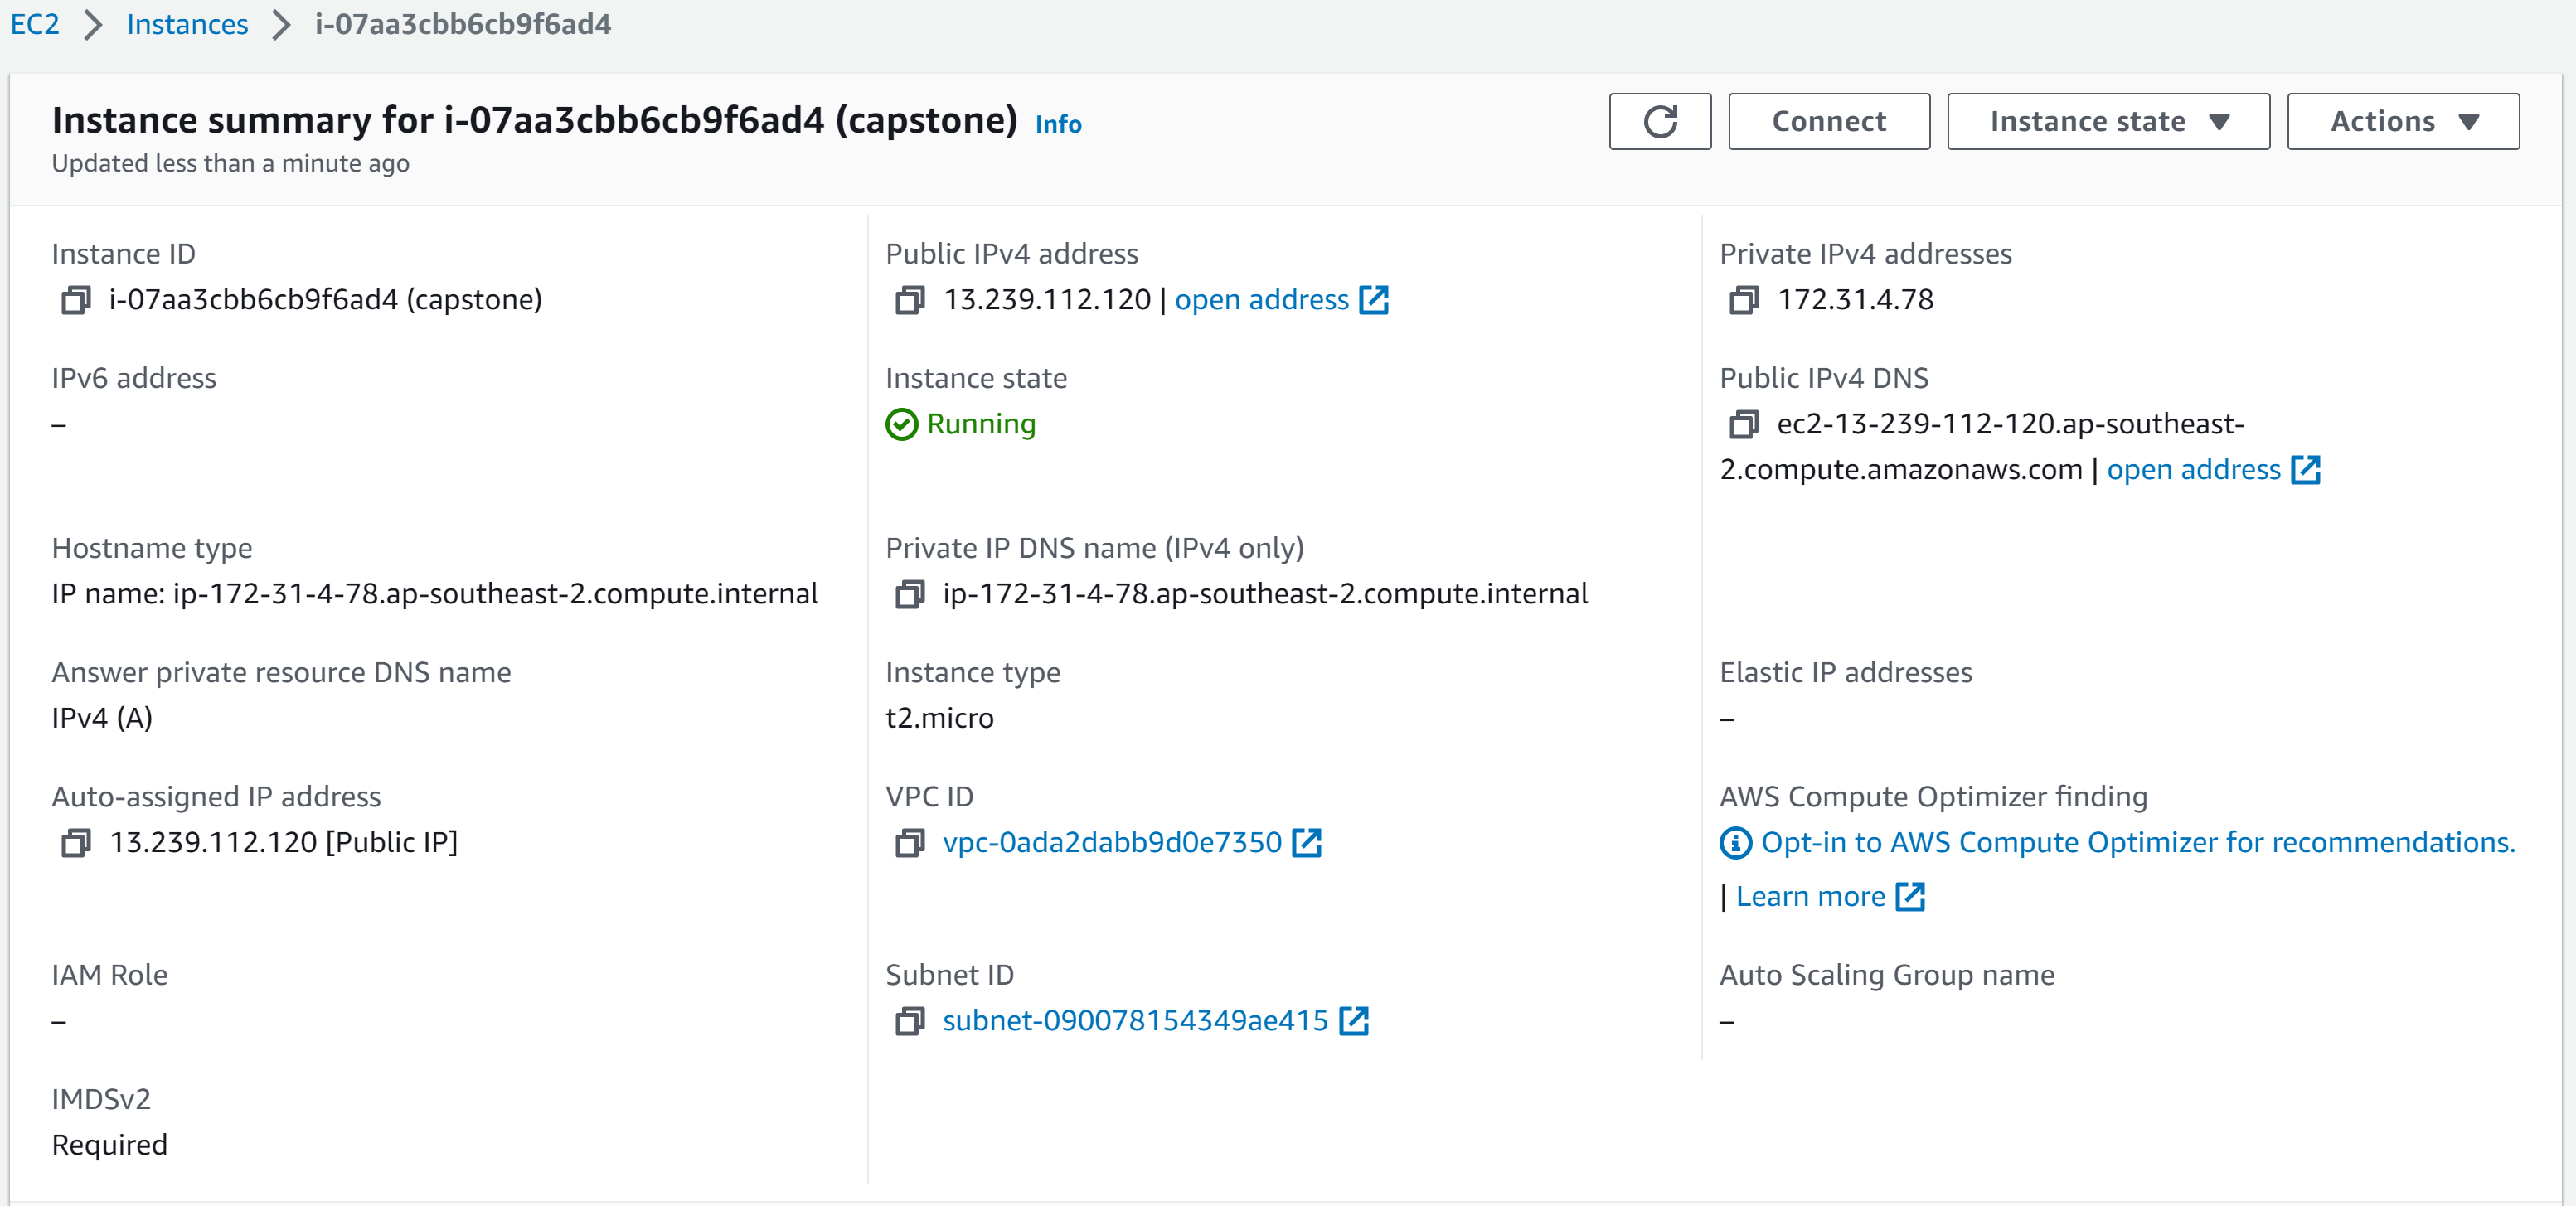 EC2 > Instances > i-07aa3cbb6cb9f6ad4
Instance summary for i-07aa3cbb6cb9f6ad4 (capstone) Info
Updated less than a minute ago
Connect
Instance state
Actions
Instance ID
i-07aa3cbb6cb9f6ad4 (capstone)
Public IPv4 address
13.239.112.120 | open address
Private IPv4 addresses
172.31.4.78
IPv6 address
–
Instance state
Running
Public IPv4 DNS
ec2-13-239-112-120.ap-southeast-
2.compute.amazonaws.com | open address
Hostname type
IP name: ip-172-31-4-78.ap-southeast-2.compute.internal
Private IP DNS name (IPv4 only)
ip-172-31-4-78.ap-southeast-2.compute.internal
Answer private resource DNS name
IPv4 (A)
Instance type
t2.micro
Elastic IP addresses
–
Auto-assigned IP address
13.239.112.120 [Public IP]
VPC ID
vpc-0ada2dabb9d0e7350
AWS Compute Optimizer finding
Opt-in to AWS Compute Optimizer for recommendations.
| Learn more
IAM Role
–
Subnet ID
subnet-090078154349ae415
Auto Scaling Group name
–
IMDSv2
Required